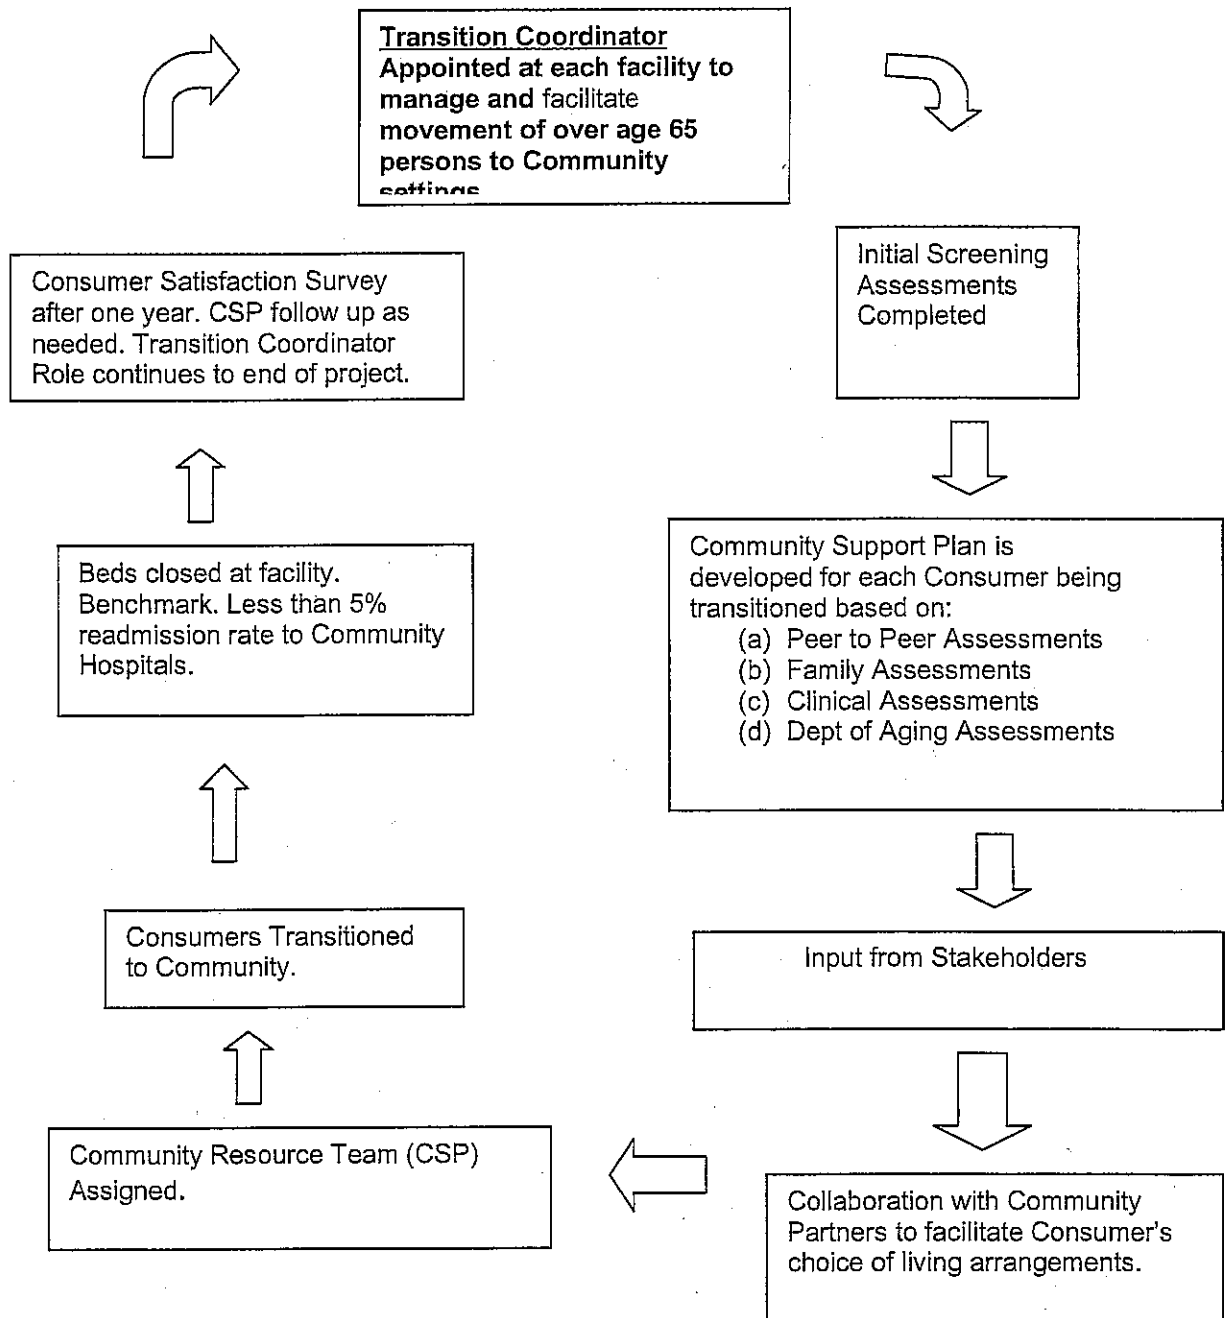 Transition Coordinator
Appointed at each facility to
manage and facilitate
movement of over age 65
persons to Community
settings
Initial Screening
Assessments
Completed
Community Support Plan is
developed for each Consumer being
transitioned based on:
(a) Peer to Peer Assessments
(b) Family Assessments
(c) Clinical Assessments
(d) Dept of Aging Assessments
Input from Stakeholders
Collaboration with Community
Partners to facilitate Consumer's
choice of living arrangements.
Community Resource Team (CSP)
Assigned.
Consumers Transitioned
to Community.
Beds closed at facility.
Benchmark. Less than 5%
readmission rate to Community
Hospitals.
Consumer Satisfaction Survey
after one year. CSP follow up as
needed. Transition Coordinator
Role continues to end of project.